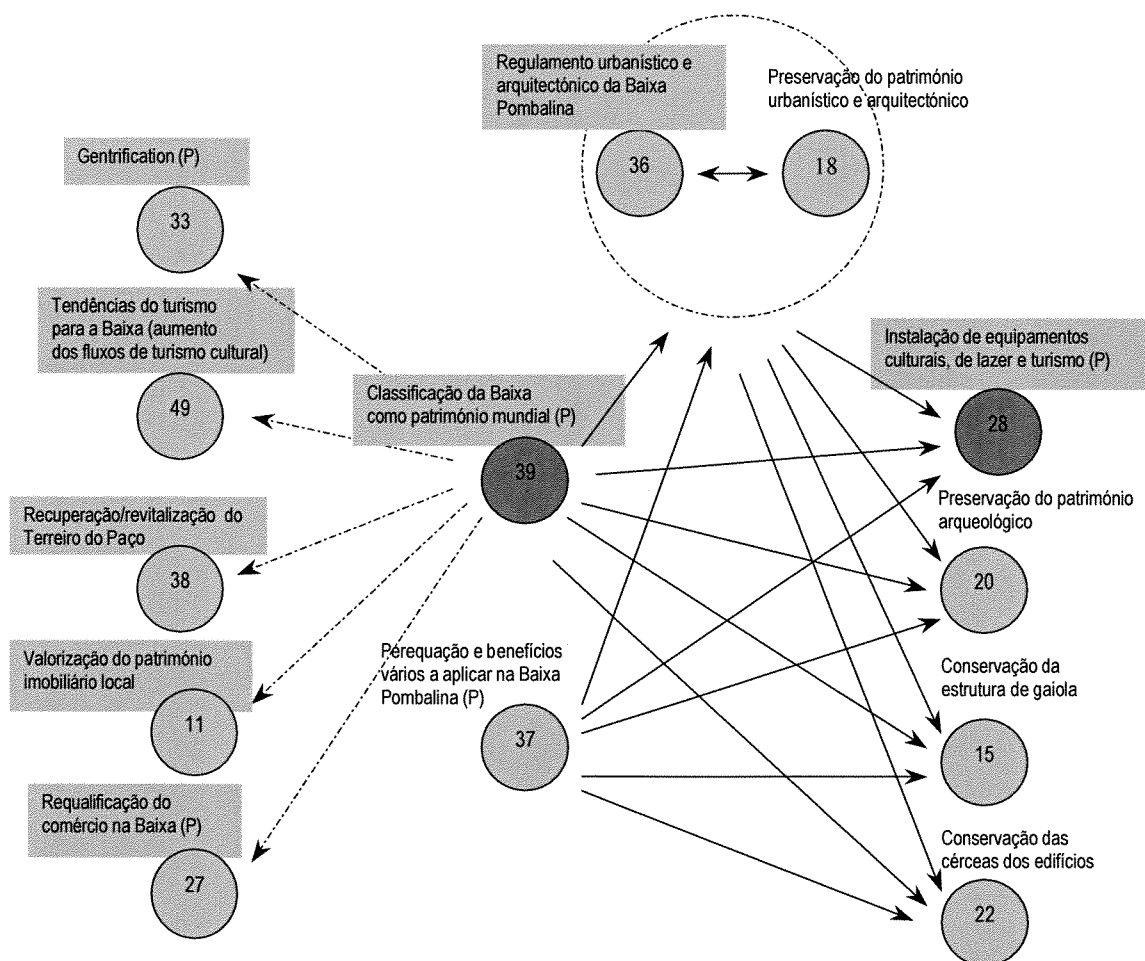 Regulamento urbanístico e
arquitectónico da Baixa
Pombalina
36
Preservação do património
urbanístico e arquitectónico
18
Gentrification (P)
33
Tendências do turismo
para a Baixa (aumento
dos fluxos de turismo cultural)
49
Classificação da Baixa
como património mundial (P)
39
Instalação de equipamentos
culturais, de lazer e turismo (P)
28
Recuperação/revitalização do
Terreiro do Paço
38
Preservação do património
arqueológico
20
Valorização do património
imobiliário local
11
Perequação e benefícios
vários a aplicar na Baixa
Pombalina (P)
37
Conservação da
estrutura de gaiola
15
Requalificação do
comércio na Baixa (P)
27
Conservação das
cérceas dos edifícios
22